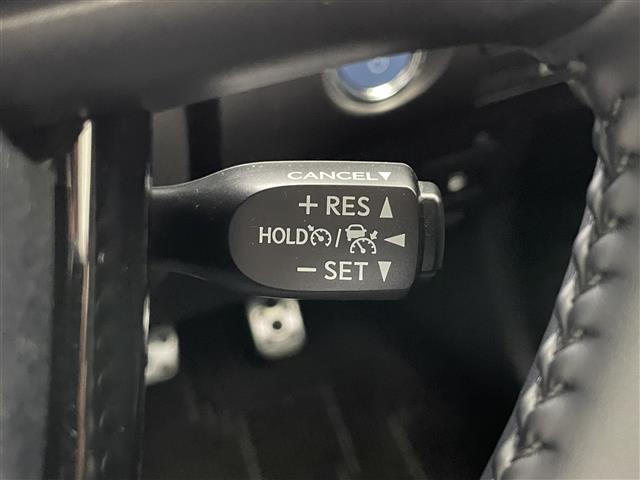 CANCEL▼
+ RES ▲
HOLD / ◀
− SET ▼